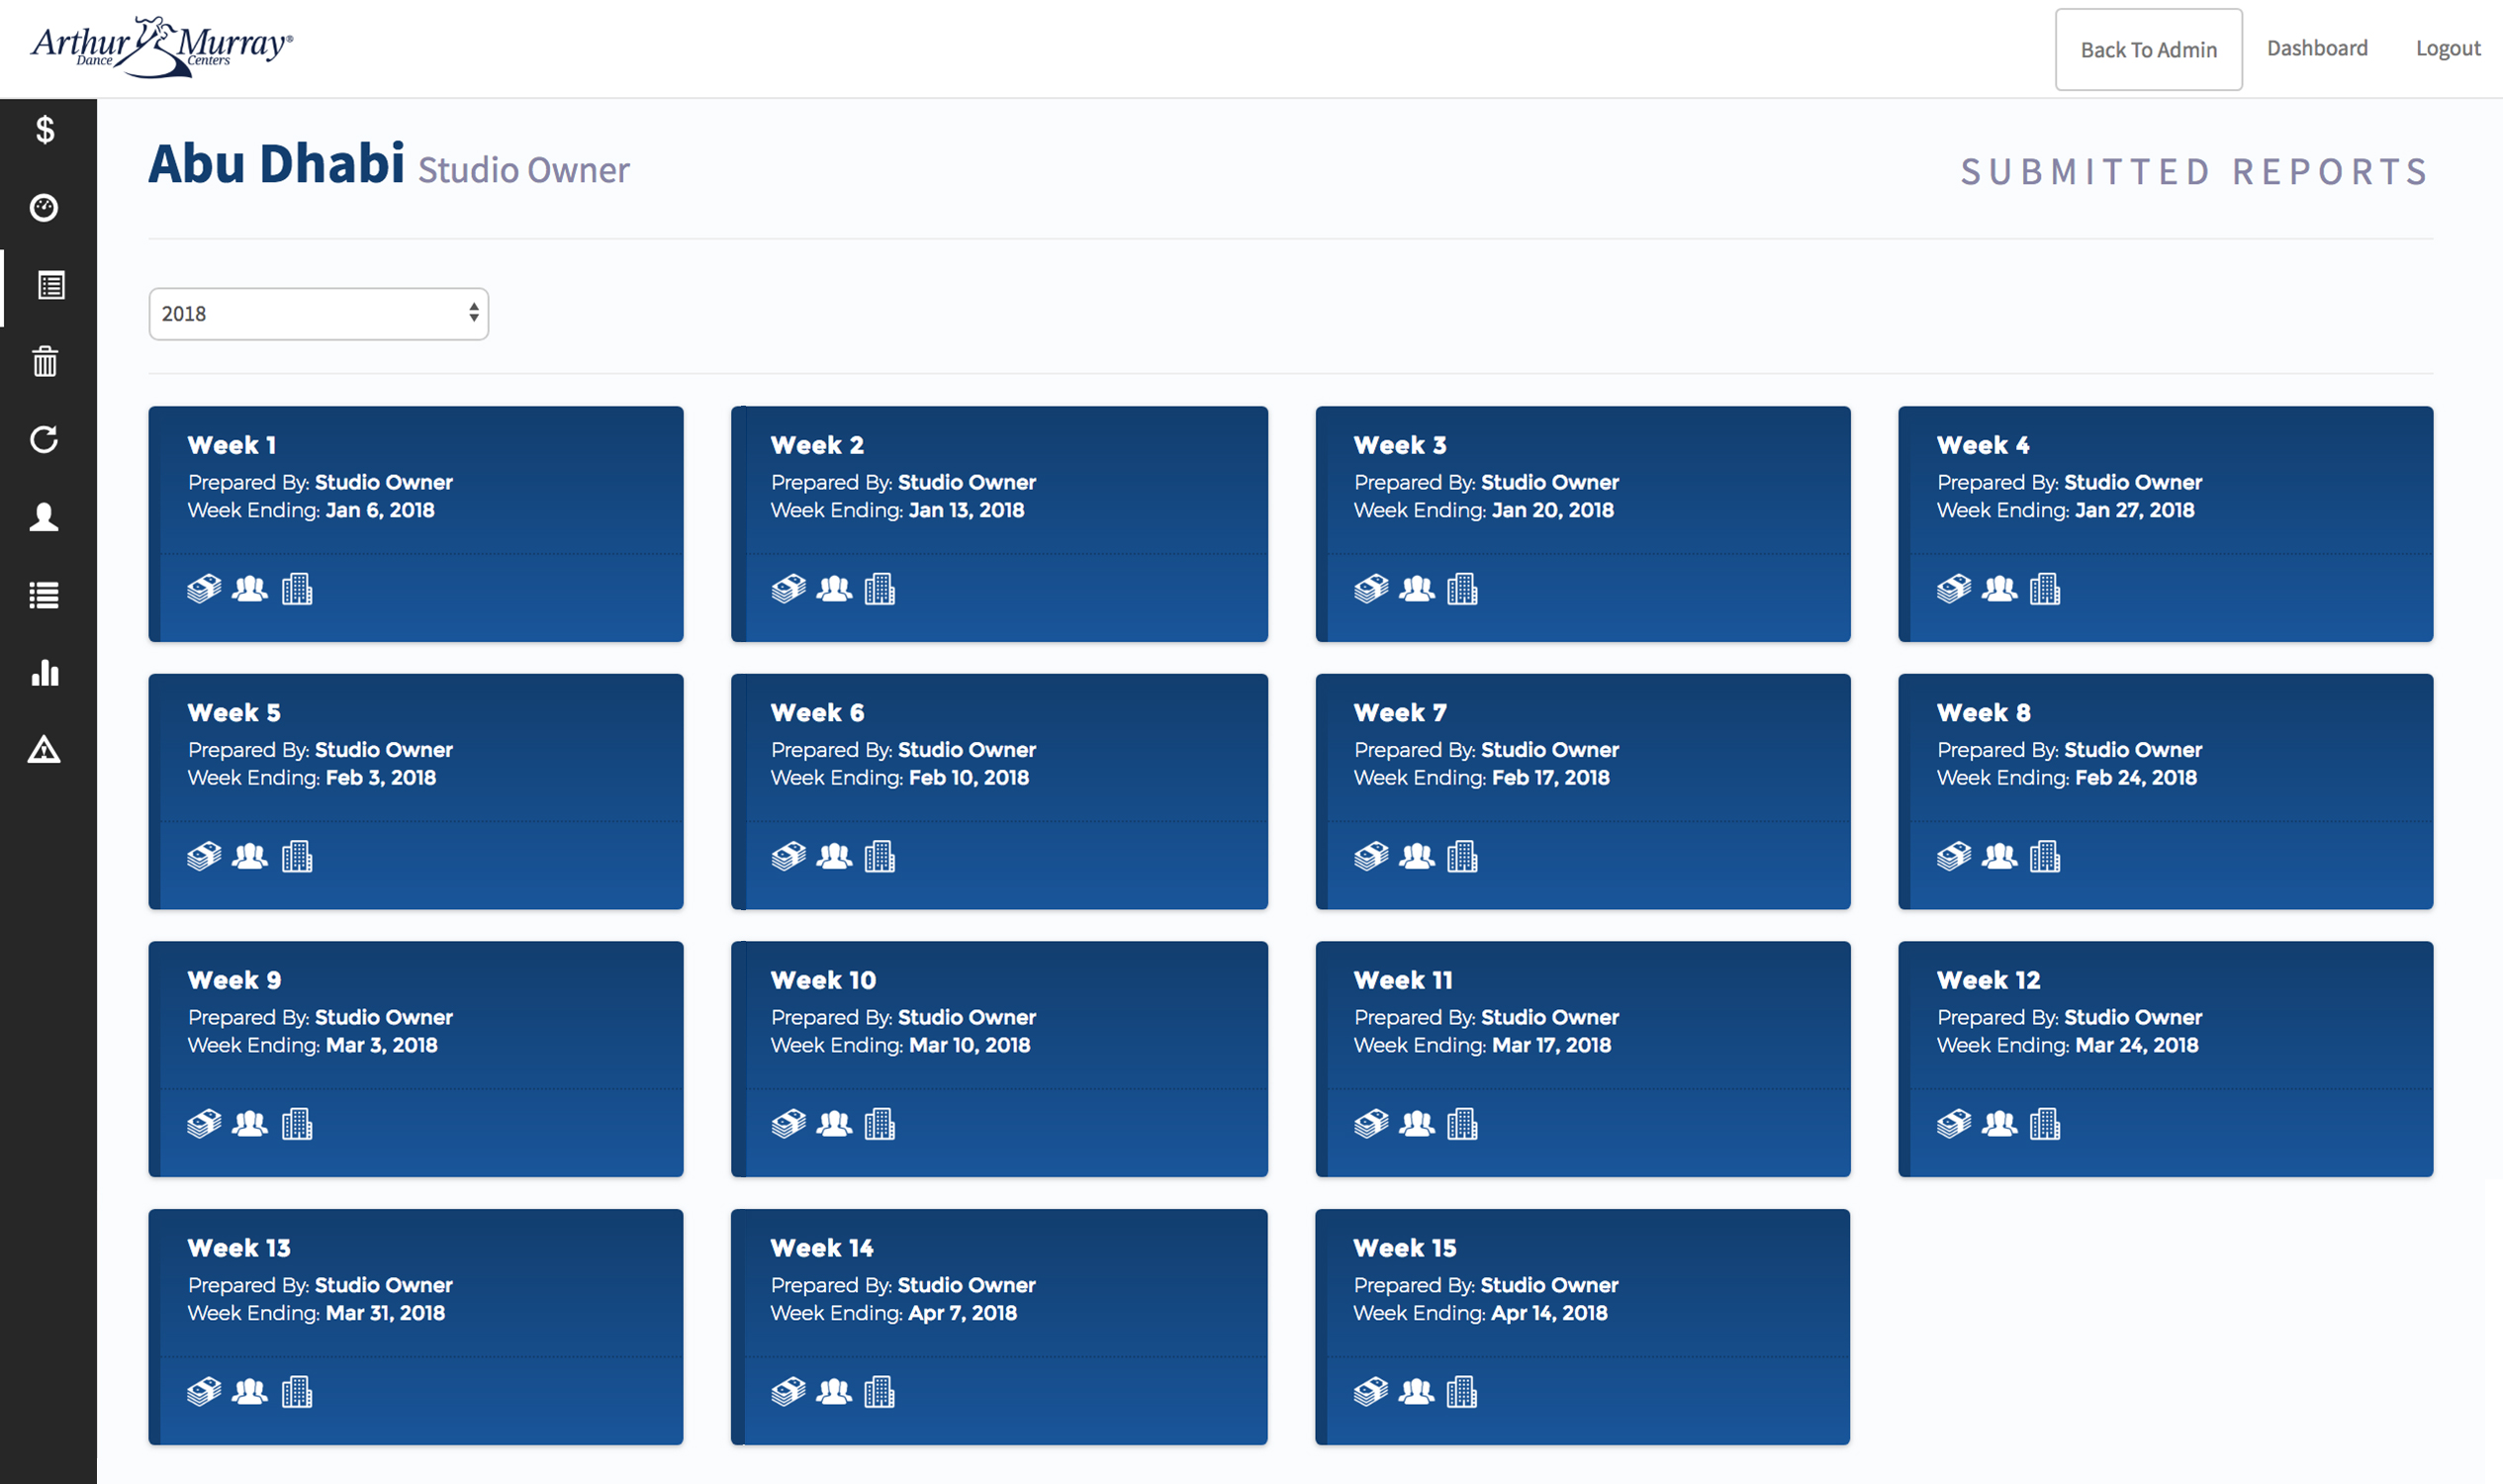 Arthur Murray®
Dance Centers
Back To Admin
Dashboard
Logout
Abu Dhabi Studio Owner
SUBMITTED REPORTS
2018
Week 1
Prepared By: Studio Owner
Week Ending: Jan 6, 2018
Week 2
Prepared By: Studio Owner
Week Ending: Jan 13, 2018
Week 3
Prepared By: Studio Owner
Week Ending: Jan 20, 2018
Week 4
Prepared By: Studio Owner
Week Ending: Jan 27, 2018
Week 5
Prepared By: Studio Owner
Week Ending: Feb 3, 2018
Week 6
Prepared By: Studio Owner
Week Ending: Feb 10, 2018
Week 7
Prepared By: Studio Owner
Week Ending: Feb 17, 2018
Week 8
Prepared By: Studio Owner
Week Ending: Feb 24, 2018
Week 9
Prepared By: Studio Owner
Week Ending: Mar 3, 2018
Week 10
Prepared By: Studio Owner
Week Ending: Mar 10, 2018
Week 11
Prepared By: Studio Owner
Week Ending: Mar 17, 2018
Week 12
Prepared By: Studio Owner
Week Ending: Mar 24, 2018
Week 13
Prepared By: Studio Owner
Week Ending: Mar 31, 2018
Week 14
Prepared By: Studio Owner
Week Ending: Apr 7, 2018
Week 15
Prepared By: Studio Owner
Week Ending: Apr 14, 2018